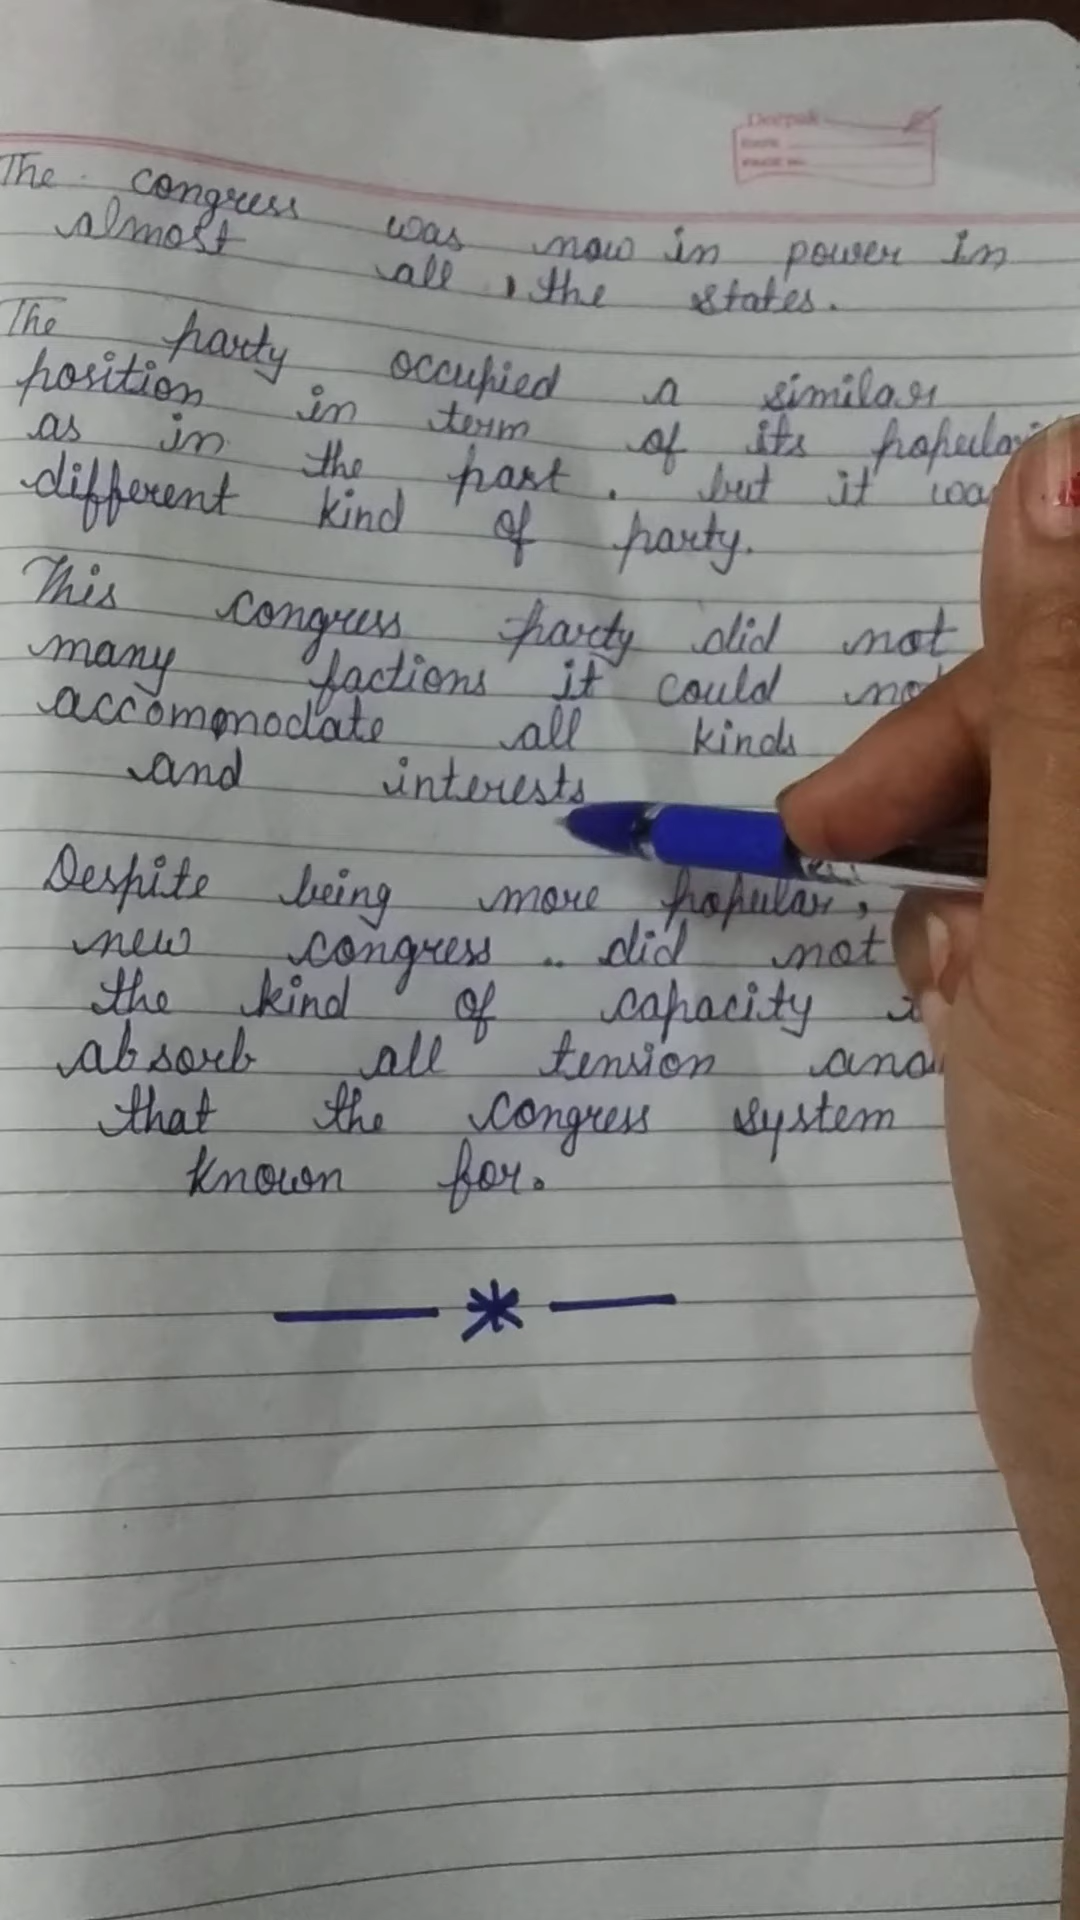 Deepak
The congress was now in power in
almost all, the states.
The party occupied a similar
position in term of its
as in the past. but it
different kind of party.
This congress party did not
many factions it could
accomonodate all kinds
and interests
Despite being more popular,
new congress .. did not
the kind of capacity
absorb all tension
that the congress system
known for.